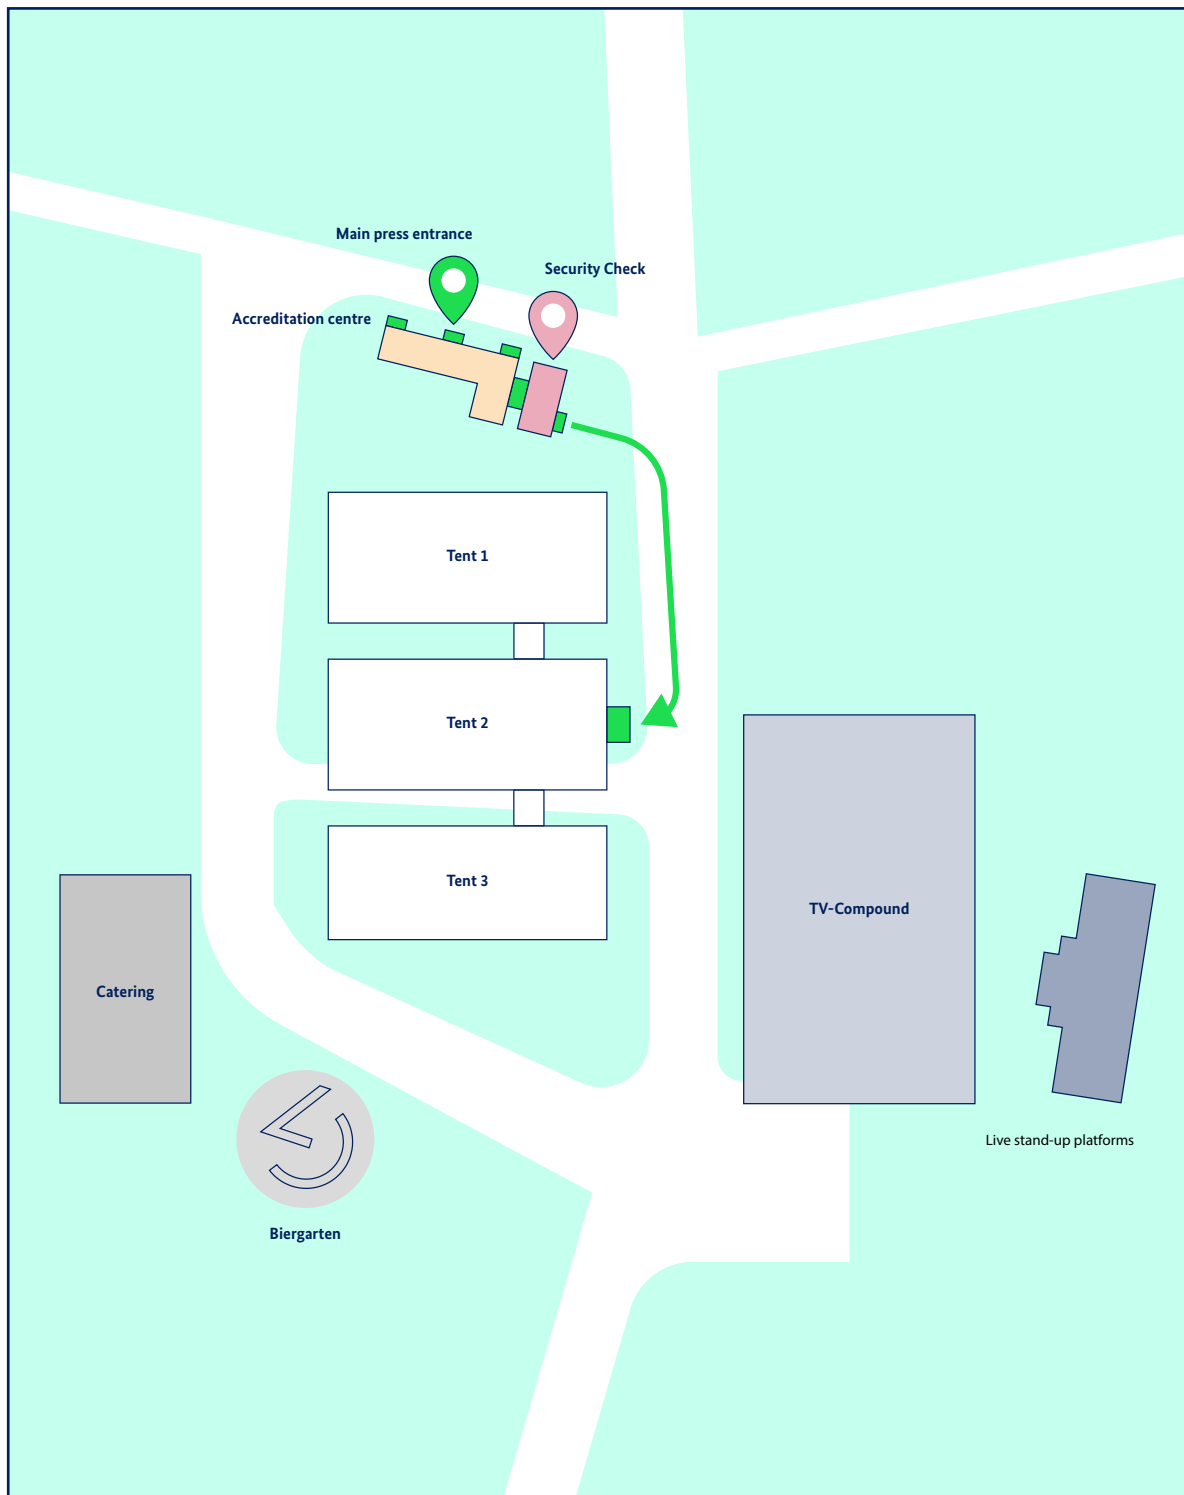 Main press entrance
Security Check
Accreditation centre
Tent 1
Tent 2
Tent 3
TV-Compound
Catering
Live stand-up platforms
Biergarten